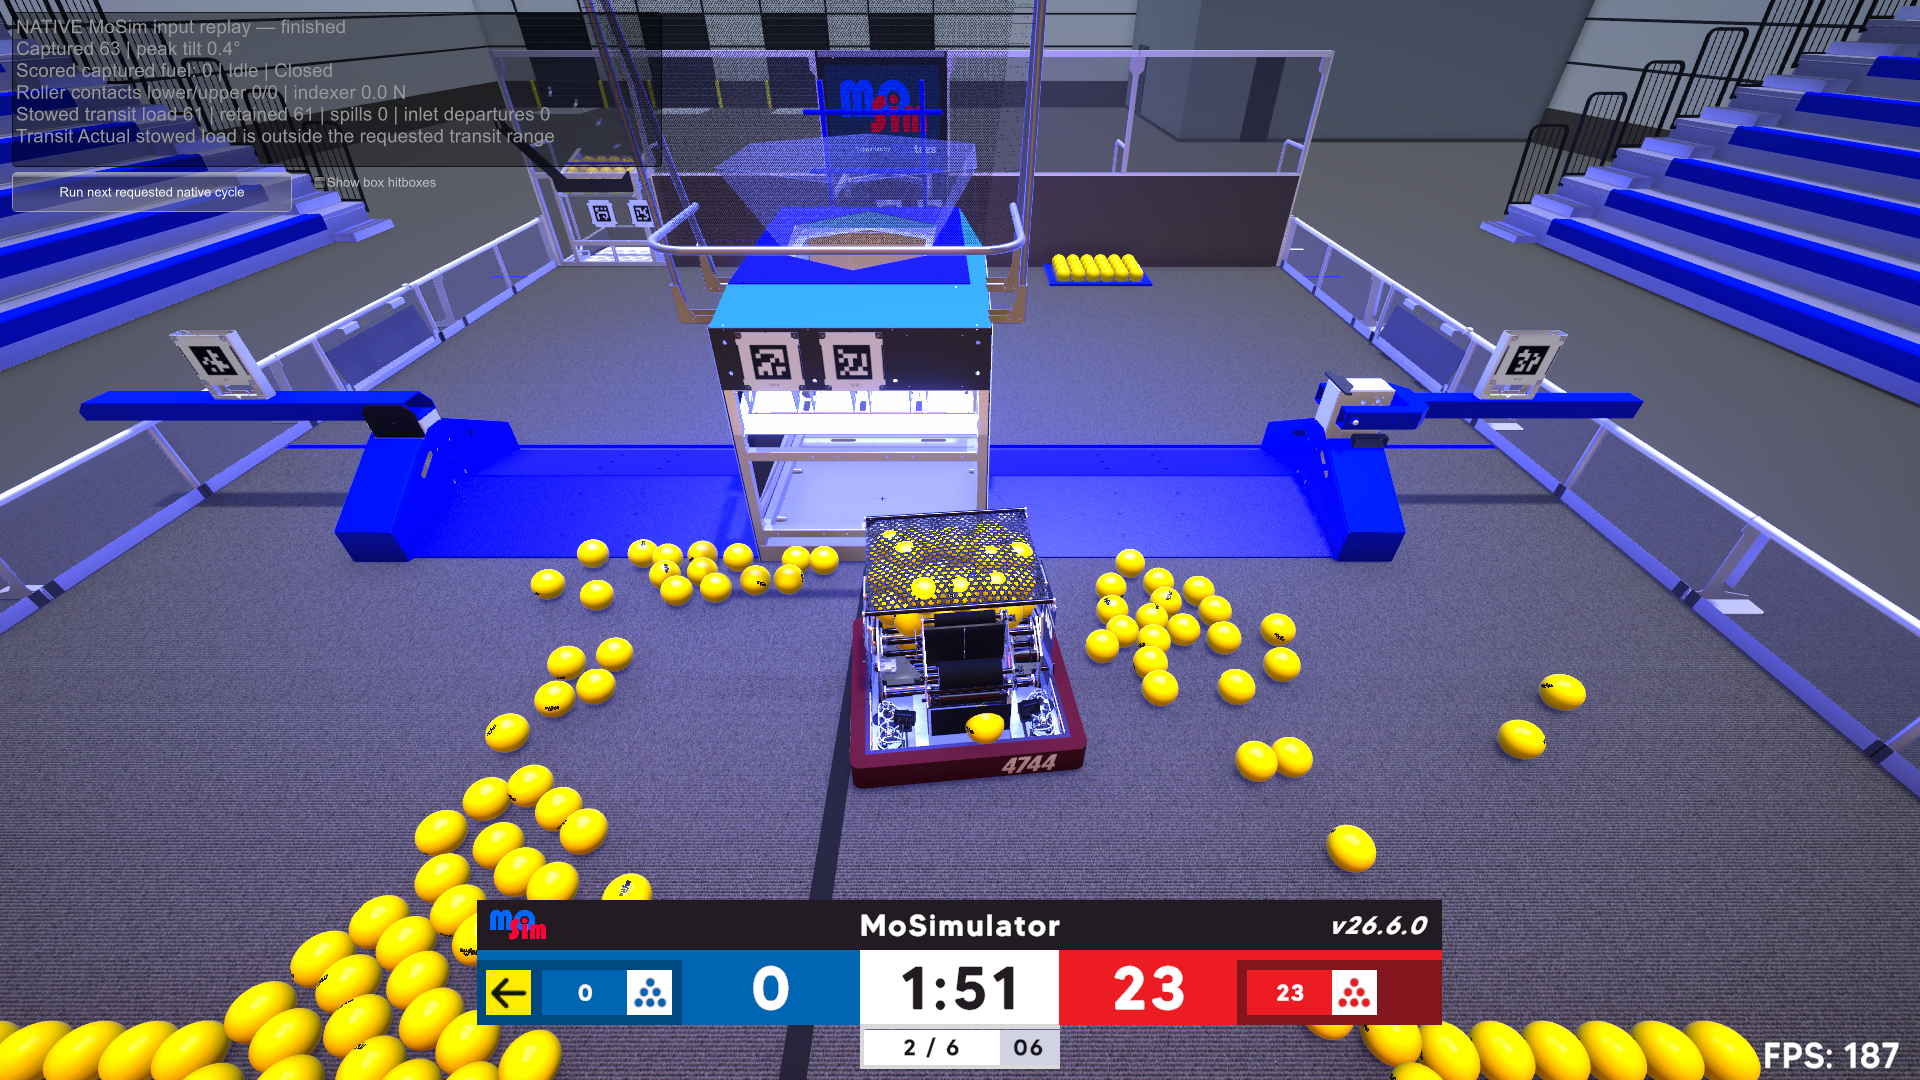 NATIVE MoSim input replay — finished
Captured 63 | peak tilt 0.4°
Scored captured fuel: 0 | Idle | Closed
Roller contacts lower/upper 0/0 | indexer 0.0 N
Stowed transit load 61 | retained 61 | spills 0 | inlet departures 0
Transit Actual stowed load is outside the requested transit range
Run next requested native cycle
Show box hitboxes
mosim
4744
mosim
MoSimulator
v26.6.0
0
0
1:51
23
23
2 / 6
06
FPS: 187